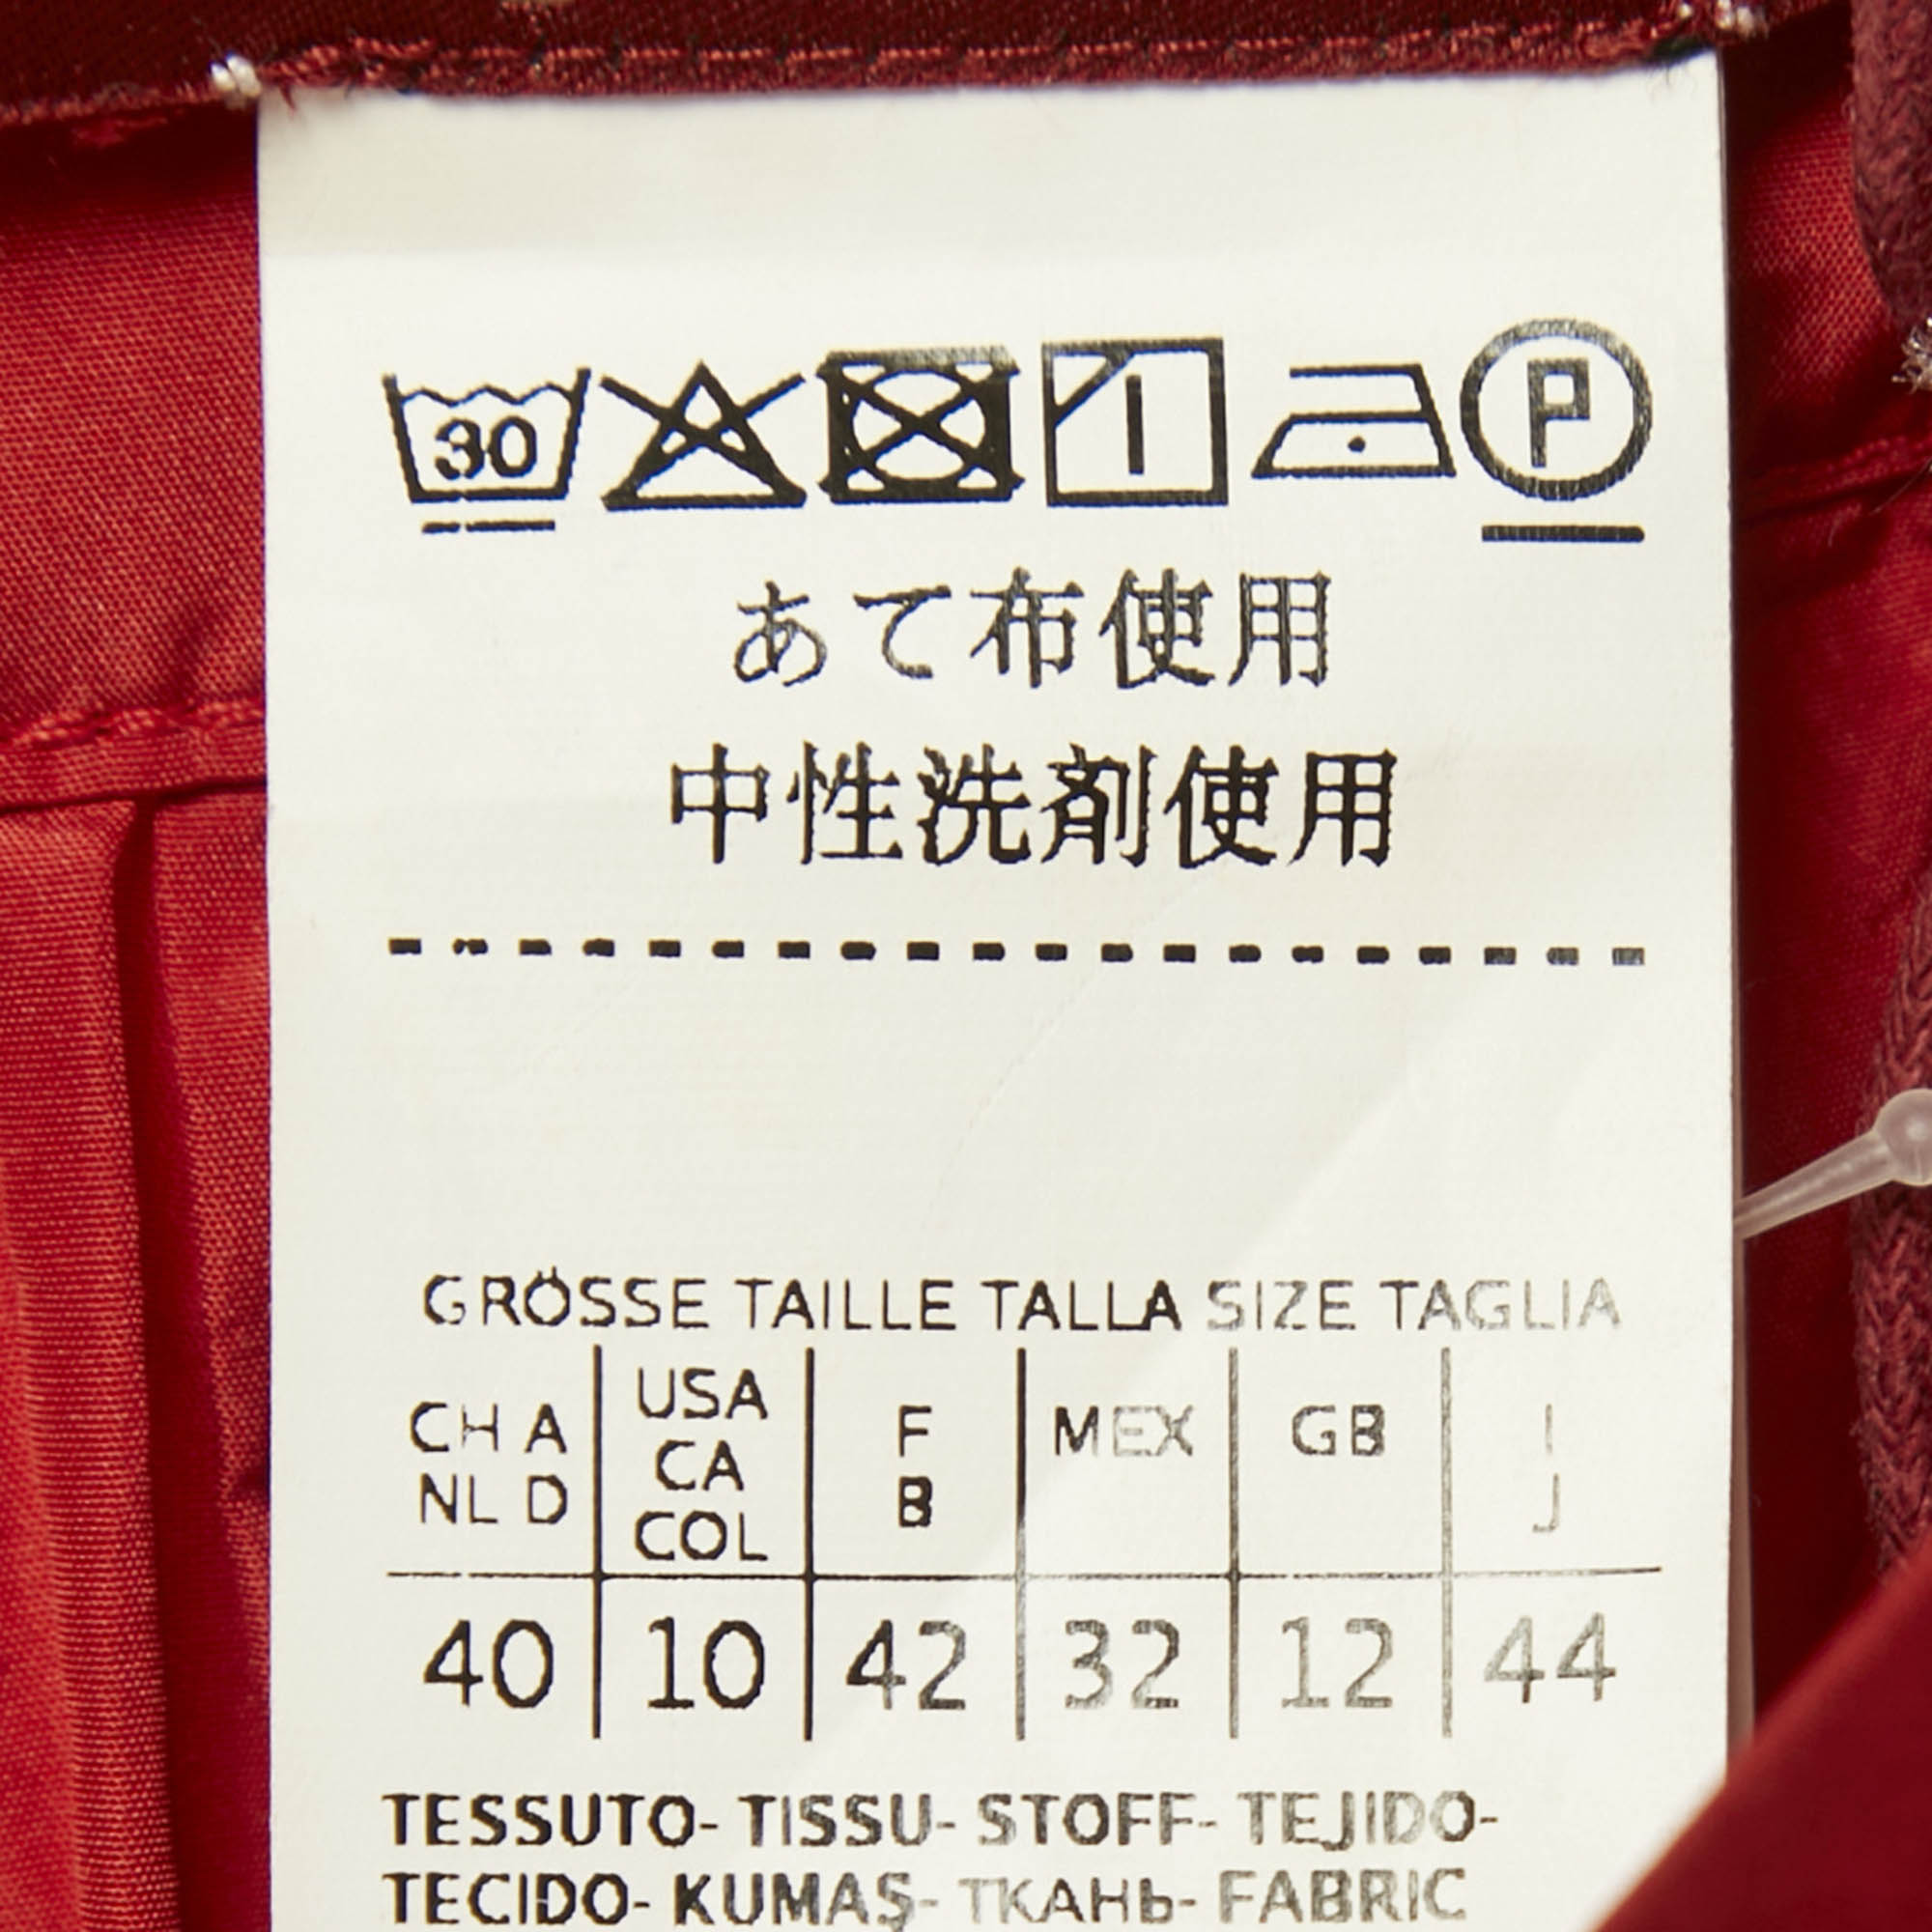 30 P
あて布使用
中性洗剤使用
GRÖSSE TAILLE TALLA SIZE TAGLIA
CH A
NL D
USA
CA
COL
F
B
MEX
GB
I
J
40 10 42 32 12 44
TESSUTO- TISSU- STOFF- TEJIDO-
TECIDO- KUMAŞ- ТКАНЬ- FABRIC